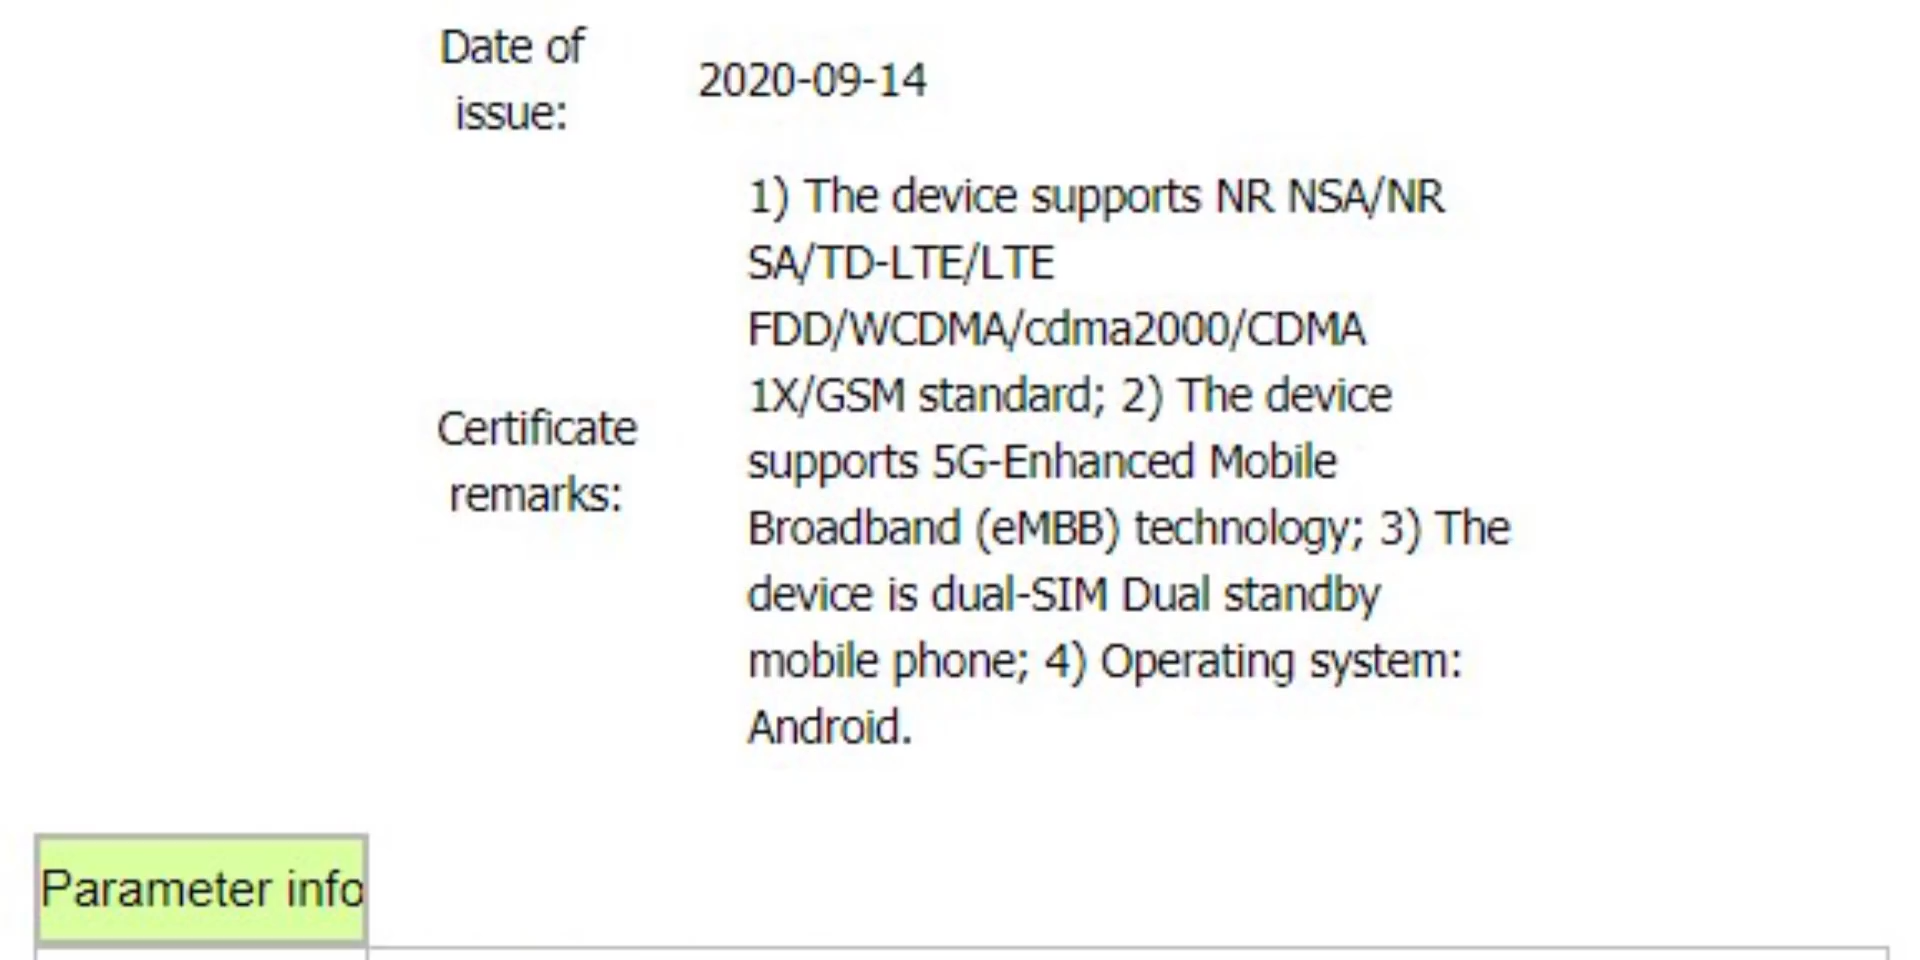 Date of
issue:
2020-09-14
Certificate
remarks:
1) The device supports NR NSA/NR
SA/TD-LTE/LTE
FDD/WCDMA/cdma2000/CDMA
1X/GSM standard; 2) The device
supports 5G-Enhanced Mobile
Broadband (eMBB) technology; 3) The
device is dual-SIM Dual standby
mobile phone; 4) Operating system:
Android.
Parameter info